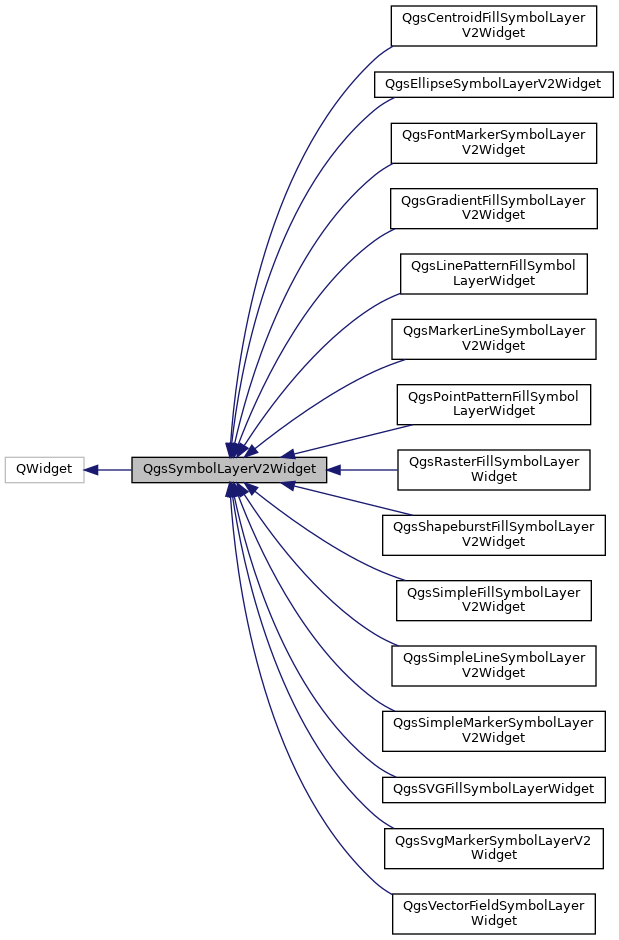 QgsCentroidFillSymbolLayer
V2Widget
QgsEllipseSymbolLayerV2Widget
QgsFontMarkerSymbolLayer
V2Widget
QgsGradientFillSymbolLayer
V2Widget
QgsLinePatternFillSymbol
LayerWidget
QgsMarkerLineSymbolLayer
V2Widget
QgsPointPatternFillSymbol
LayerWidget
QWidget
QgsSymbolLayerV2Widget
QgsRasterFillSymbolLayer
Widget
QgsShapeburstFillSymbolLayer
V2Widget
QgsSimpleFillSymbolLayer
V2Widget
QgsSimpleLineSymbolLayer
V2Widget
QgsSimpleMarkerSymbolLayer
V2Widget
QgsSVGFillSymbolLayerWidget
QgsSvgMarkerSymbolLayerV2
Widget
QgsVectorFieldSymbolLayer
Widget